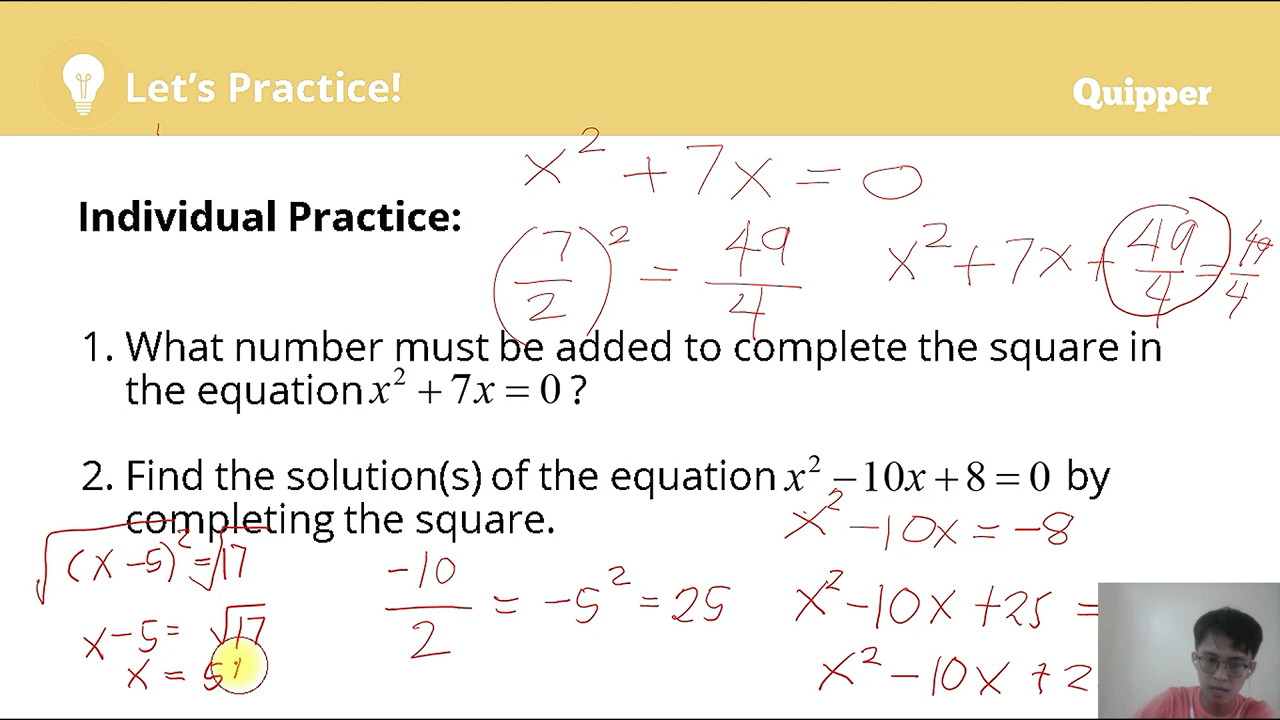 Let's Practice!
Quipper
x² + 7x = 0
Individual Practice:
(7/2)² = 49/4
x² + 7x + 49/4 = 49/4
1. What number must be added to complete the square in
the equation x² + 7x = 0 ?
2. Find the solution(s) of the equation x² − 10x + 8 = 0 by
completing the square.
x² − 10x = −8
√(x − 5)² = √17
−10/2 = −5² = 25
x² − 10x + 25 =
x − 5 = √17
x = 5
x² − 10x + 2